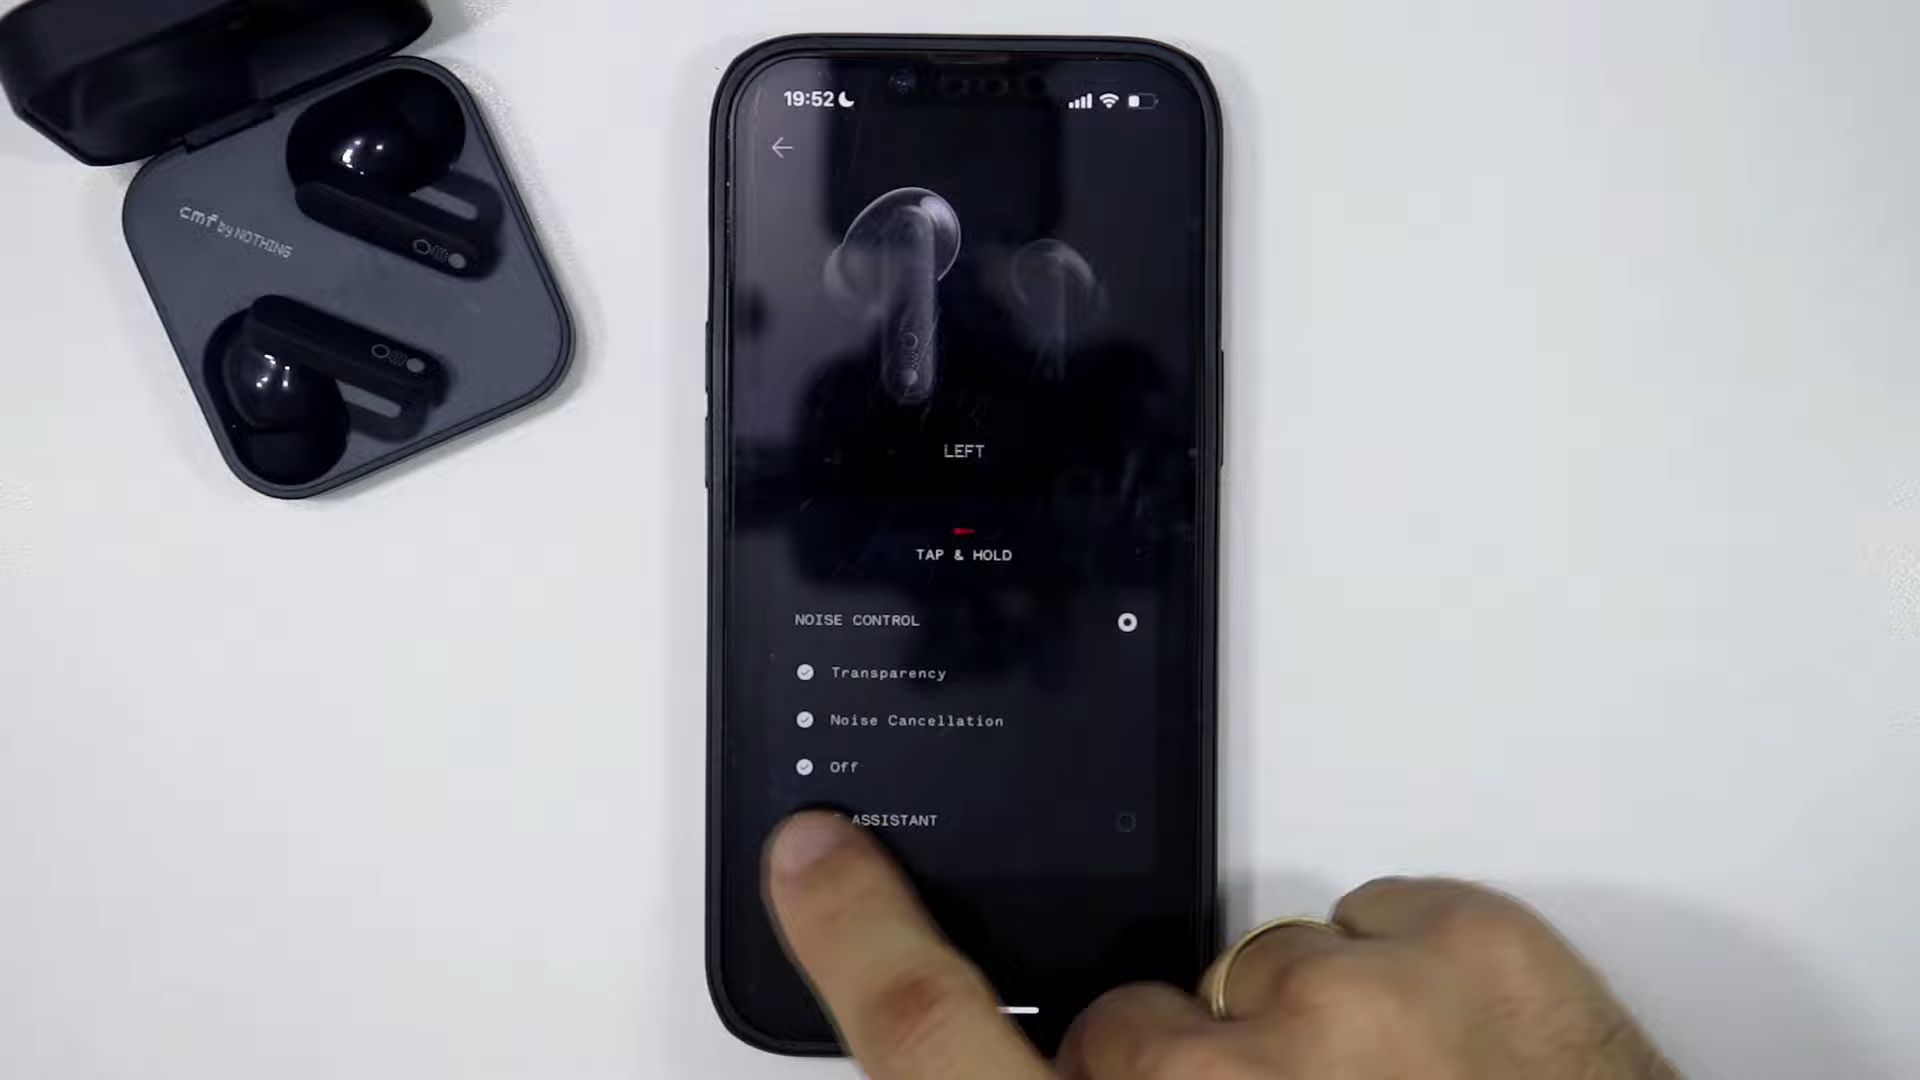 cmf by NOTHING
19:52
LEFT
TAP & HOLD
NOISE CONTROL
Transparency
Noise Cancellation
Off
ASSISTANT